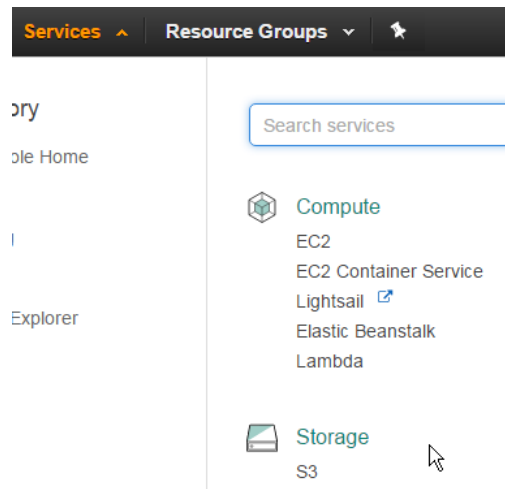 Services Resource Groups
ory
ole Home
Explorer
Search services
Compute
EC2
EC2 Container Service
Lightsail
Elastic Beanstalk
Lambda
Storage
S3